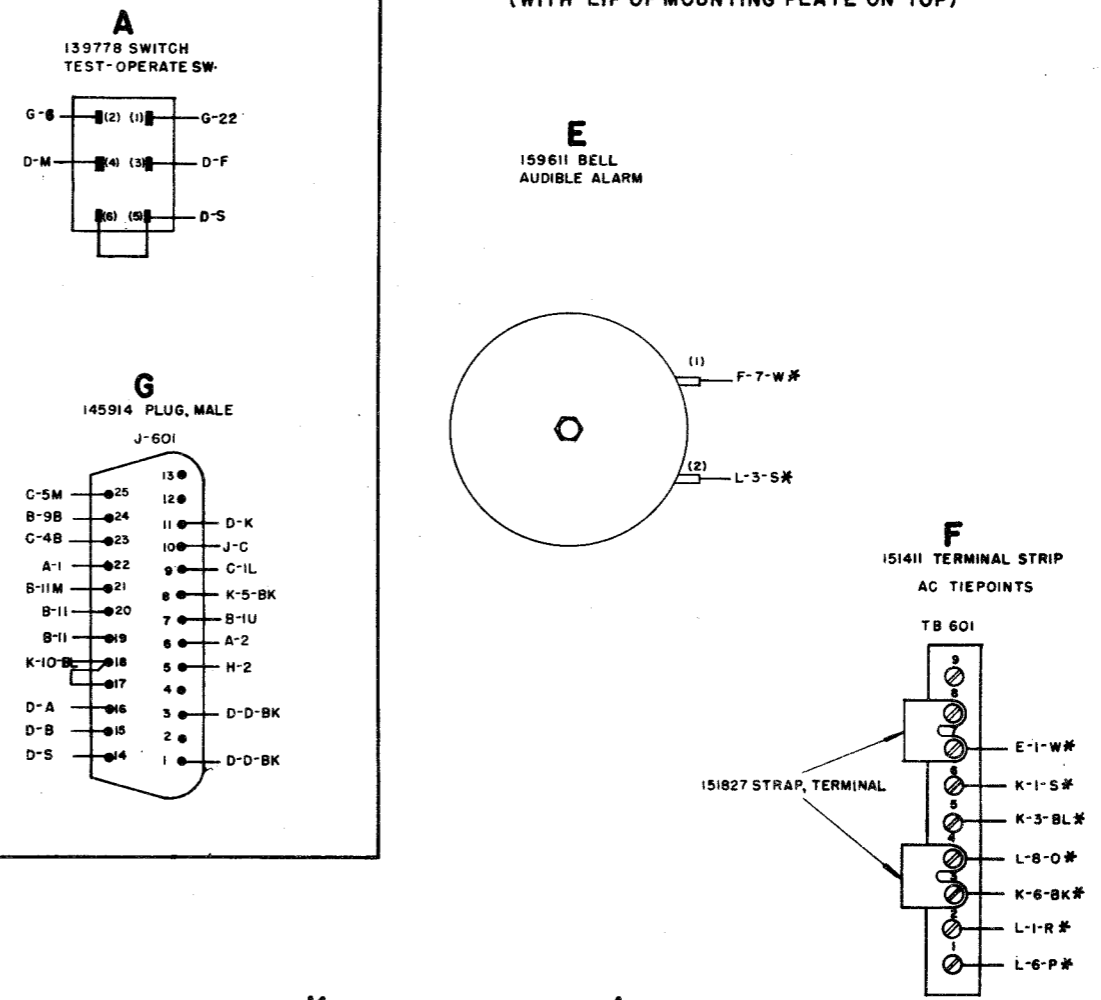 (WITH LIP OF MOUNTING PLATE ON TOP)
A
139778 SWITCH
TEST-OPERATE SW.
G-6 (2) (1) G-22
D-M (4) (3) D-F
(6) (5) D-S
E
159611 BELL
AUDIBLE ALARM
(1)
F-7-W*
(2)
L-3-S*
G
145914 PLUG, MALE
J-601
13
C-5M 25
12
B-9B 24
11 D-K
C-4B 23
10 J-C
A-1 22
9 C-1L
B-11M 21
8 K-5-BK
B-11 20
7 B-1U
B-11 19
6 A-2
K-10-BL 18
5 H-2
17
4
D-A 16
3 D-D-BK
D-B 15
2
D-S 14
1 D-D-BK
F
151411 TERMINAL STRIP
AC TIEPOINTS
TB 601
9
8
7
E-1-W*
151827 STRAP, TERMINAL
6
K-1-S*
5
K-3-BL*
4
L-8-O*
3
K-6-BK*
2
L-1-R*
1
L-6-P*